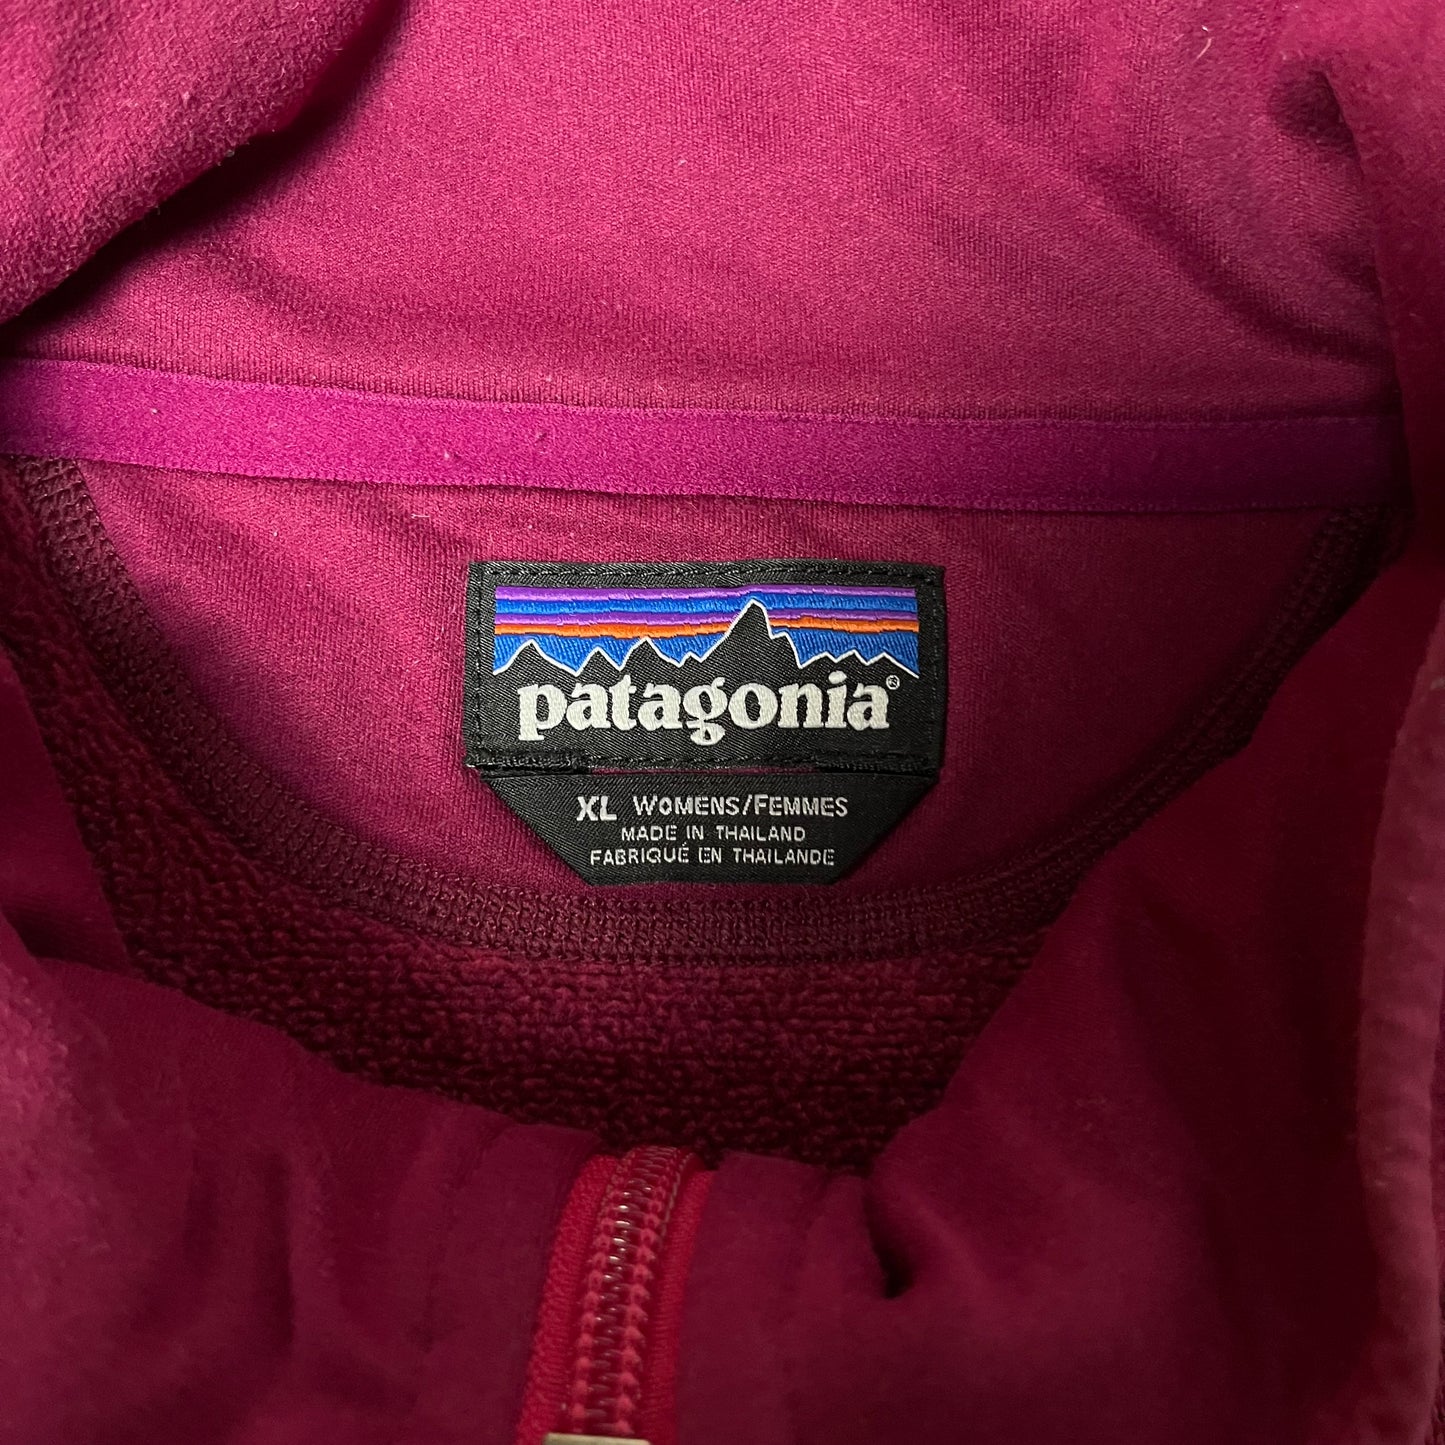 patagonia®
XL WOMENS/FEMMES
MADE IN THAILAND
FABRIQUÉ EN THAILANDE